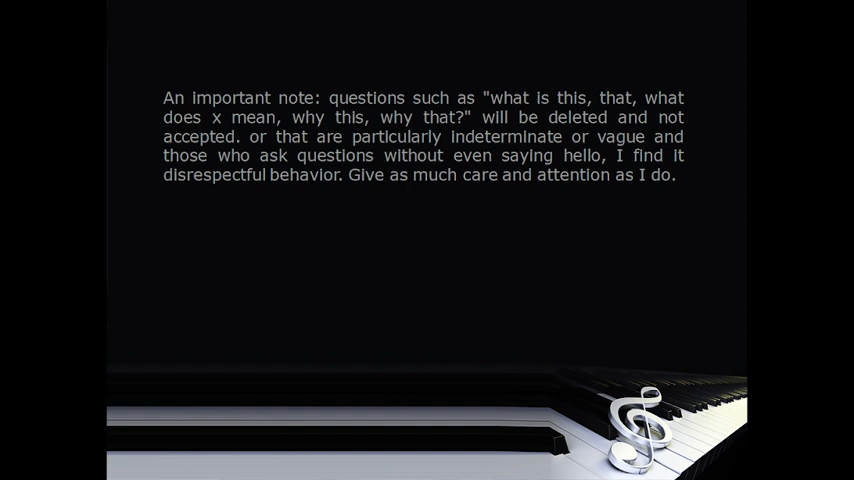 An important note: questions such as "what is this, that, what
does x mean, why this, why that?" will be deleted and not
accepted. or that are particularly indeterminate or vague and
those who ask questions without even saying hello, I find it
disrespectful behavior. Give as much care and attention as I do.